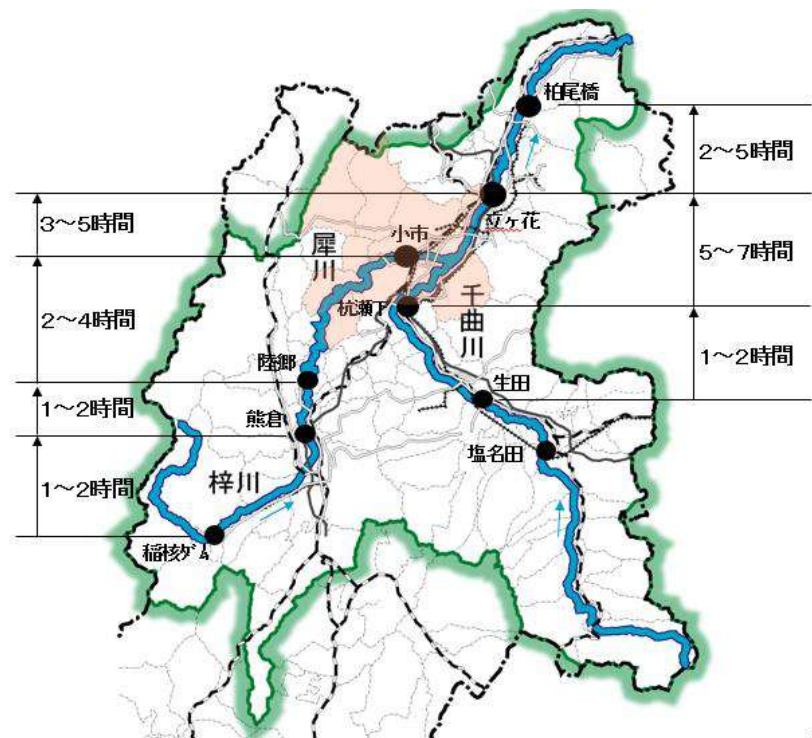 柏尾橋
2～5時間
立ヶ花
3～5時間
小市
犀川
5～7時間
杭瀬下
千曲川
2～4時間
1～2時間
陸郷
生田
1～2時間
熊倉
塩名田
1～2時間
梓川
稲核ﾀﾞﾑ